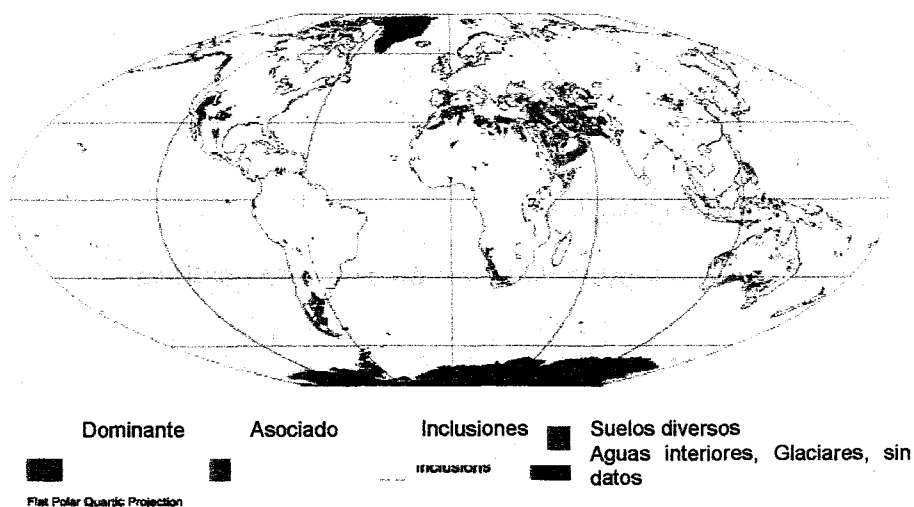 Dominante Asociado Inclusiones Suelos diversos
Inclusions Aguas interiores, Glaciares, sin
datos
Flat Polar Quartic Projection